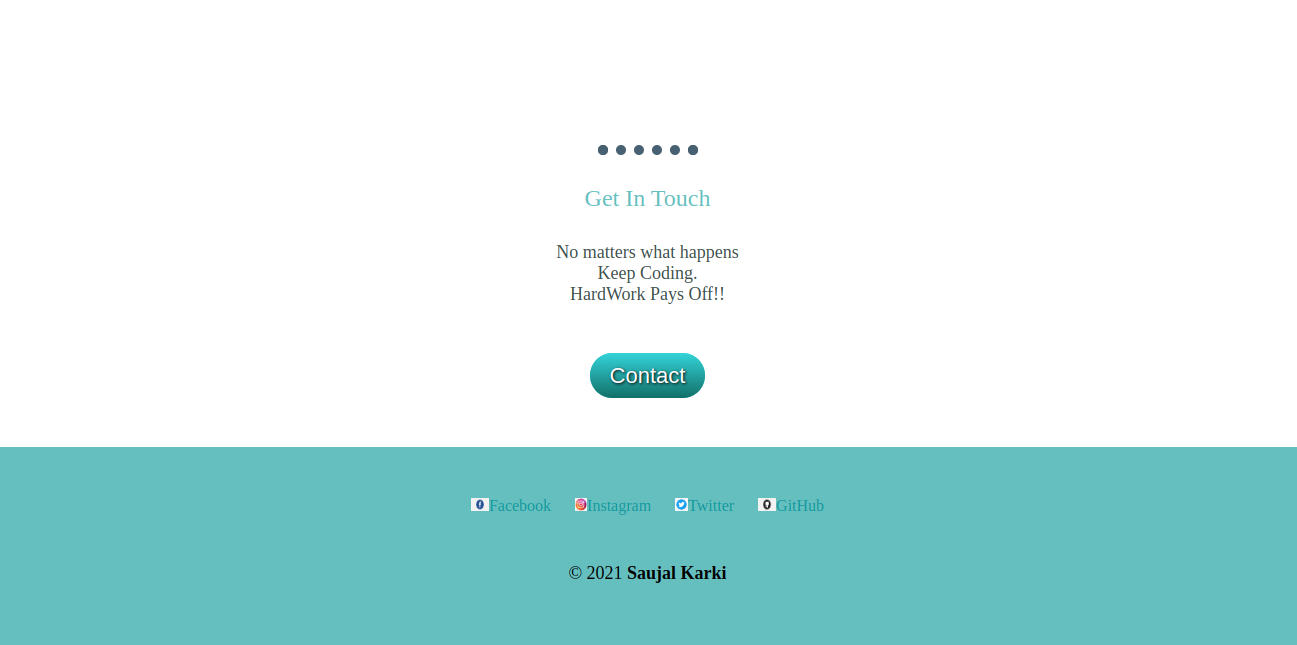 Get In Touch
No matters what happens
Keep Coding.
HardWork Pays Off!!
Contact
Facebook Instagram Twitter GitHub
© 2021 Saujal Karki